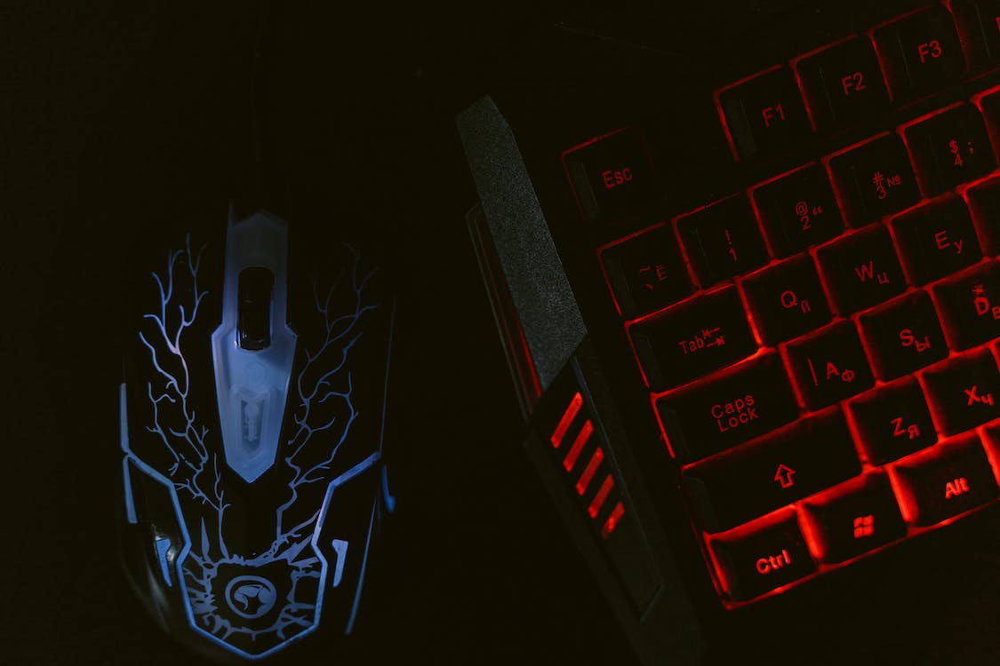 F1 F2 F3
Esc
~ ` Ё ! 1 @ 2 “ # 3 № $ 4 ;
Tab Q Й W Ц E У
Caps Lock A Ф S Ы D В
Z Я X Ч
Ctrl Alt